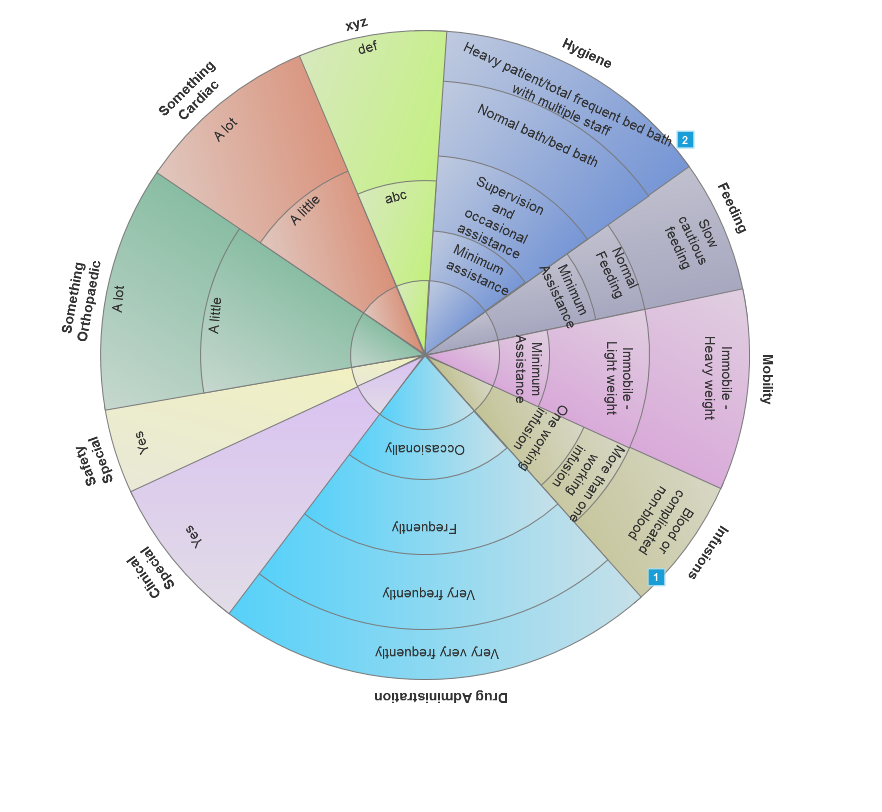 xyz
def
abc
Hygiene
Heavy patient/total frequent bed bath
with multiple staff
2
Normal bath/bed bath
Supervision
and
occasional
assistance
Minimum
assistance
Feeding
Slow
cautious
feeding
Normal
Feeding
Minimum
Assistance
Mobility
Immobile -
Heavy weight
Immobile -
Light weight
Minimum
Assistance
Infusions
Blood or
complicated
non-blood
1
More than one
working
infusion
One working
infusion
Drug Administration
Very very frequently
Very frequently
Frequently
Occasionally
Clinical
Special
Yes
Safety
Special
Yes
Something
Orthopaedic
A lot
A little
Something
Cardiac
A lot
A little